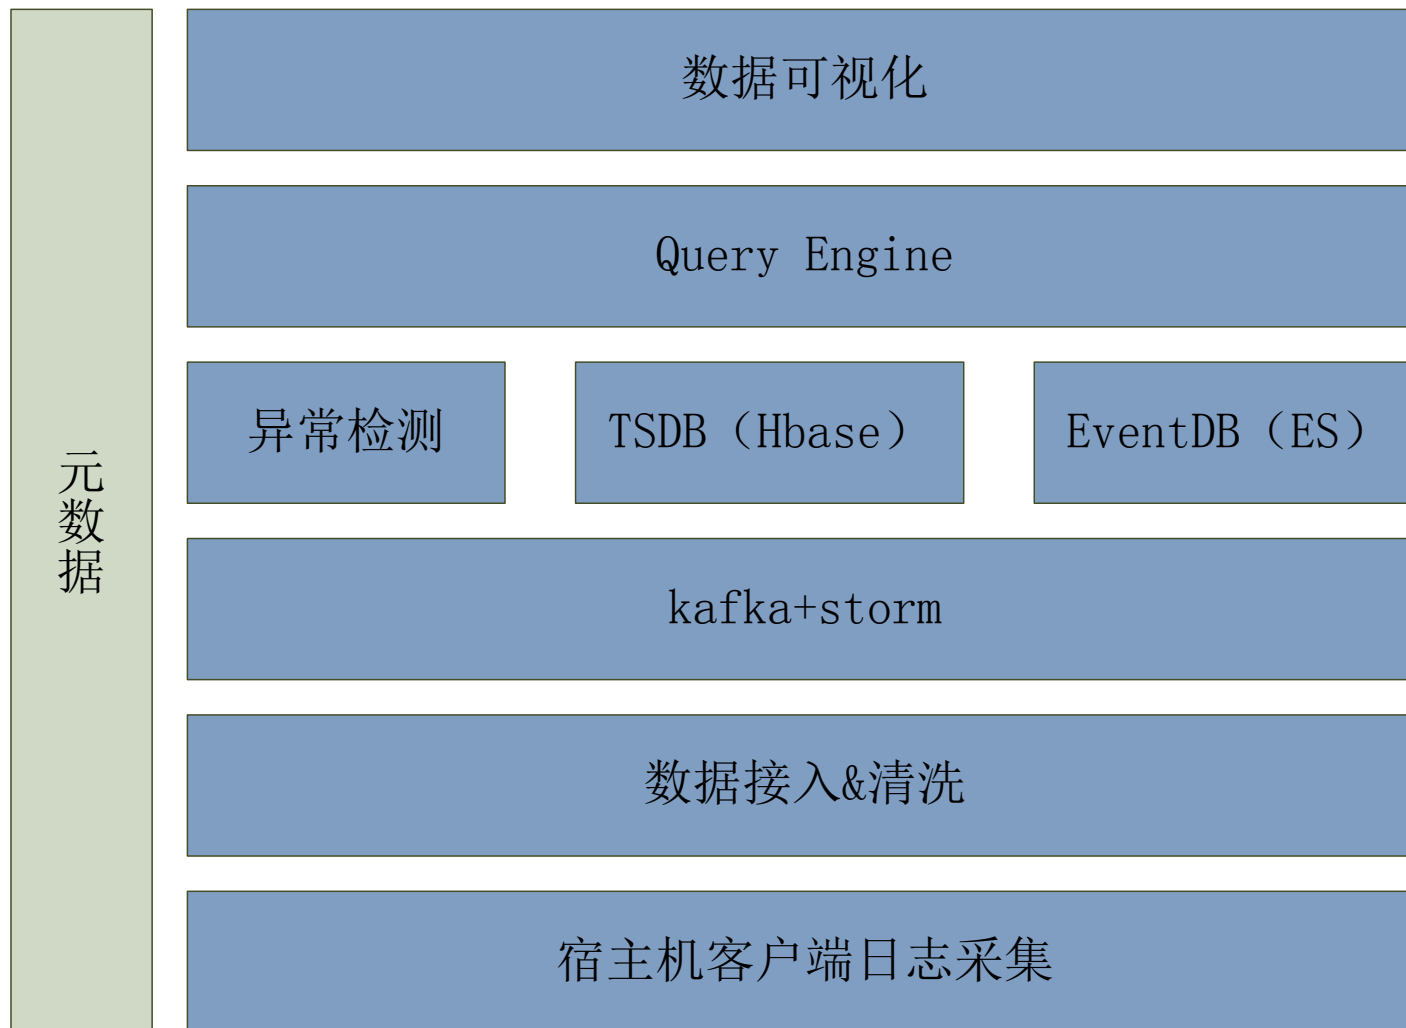 元数据
数据可视化
Query Engine
异常检测
TSDB（Hbase）
EventDB（ES）
kafka+storm
数据接入&清洗
宿主机客户端日志采集